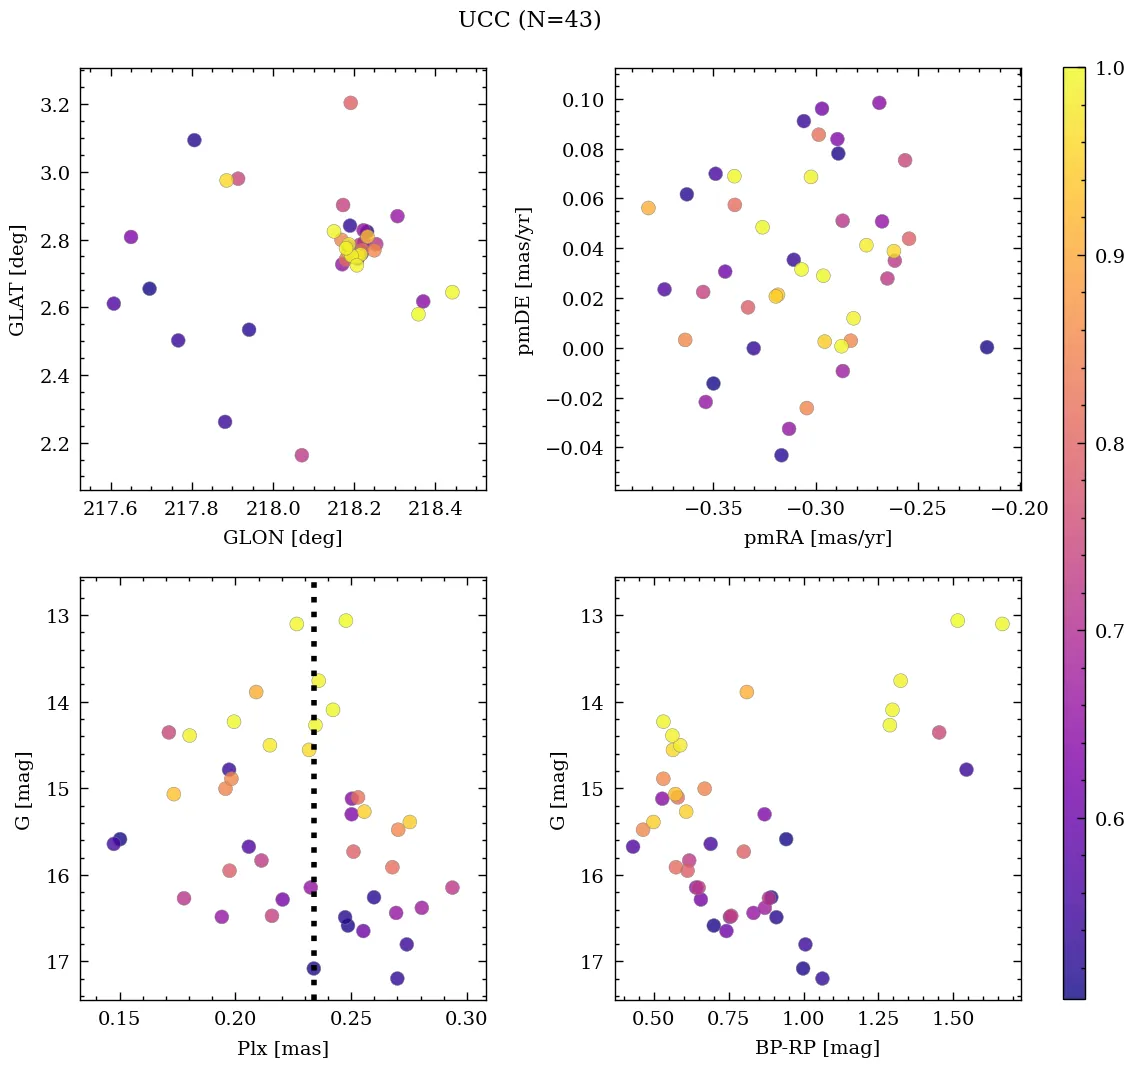 UCC (N=43)
3.2
3.0
2.8
2.6
2.4
2.2
GLAT [deg]
217.6 217.8 218.0 218.2 218.4
GLON [deg]
0.10
0.08
0.06
0.04
0.02
0.00
−0.02
−0.04
pmDE [mas/yr]
−0.35 −0.30 −0.25 −0.20
pmRA [mas/yr]
13
14
15
16
17
G [mag]
0.15 0.20 0.25 0.30
Plx [mas]
13
14
15
16
17
G [mag]
0.50 0.75 1.00 1.25 1.50
BP-RP [mag]
1.0
0.9
0.8
0.7
0.6